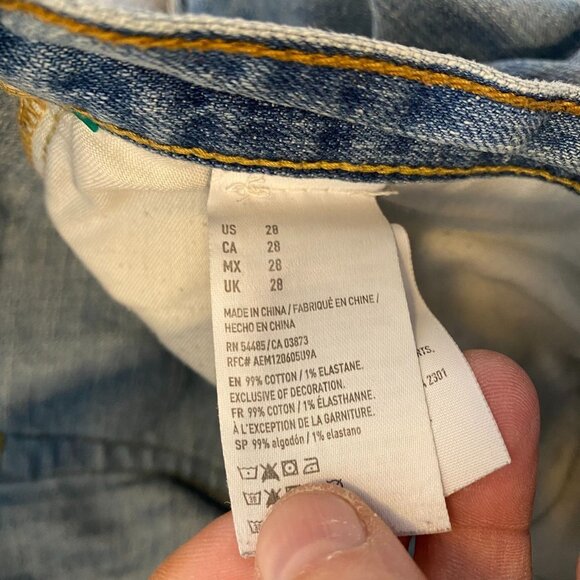 US 28
CA 28
MX 28
UK 28
MADE IN CHINA / FABRIQUÉ EN CHINE /
HECHO EN CHINA
RN 54485/ CA 03873
RFC# AEM120605U9A
EN 99% COTTON / 1% ELASTANE.
EXCLUSIVE OF DECORATION.
FR 99% COTON / 1% ÉLASTHANNE.
À L'EXCEPTION DE LA GARNITURE.
SP 99% algodón / 1% elastano
2301